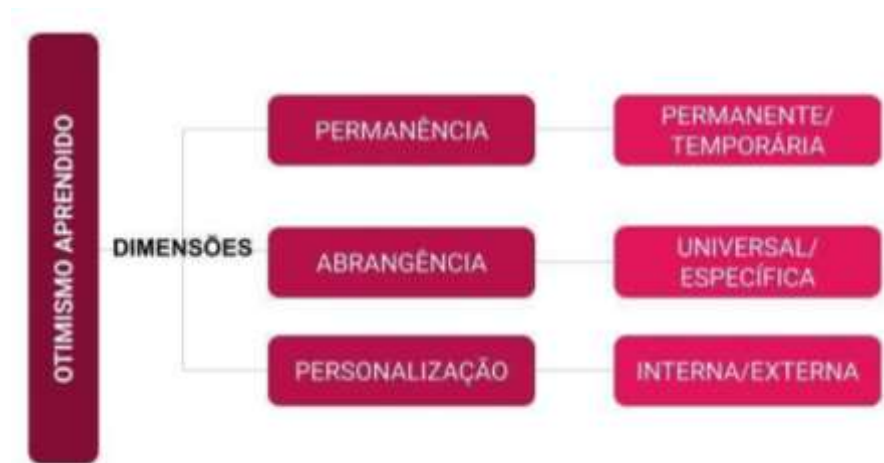 OTIMISMO APRENDIDO
DIMENSÕES
PERMANÊNCIA
PERMANENTE/
TEMPORÁRIA
ABRANGÊNCIA
UNIVERSAL/
ESPECÍFICA
PERSONALIZAÇÃO
INTERNA/EXTERNA